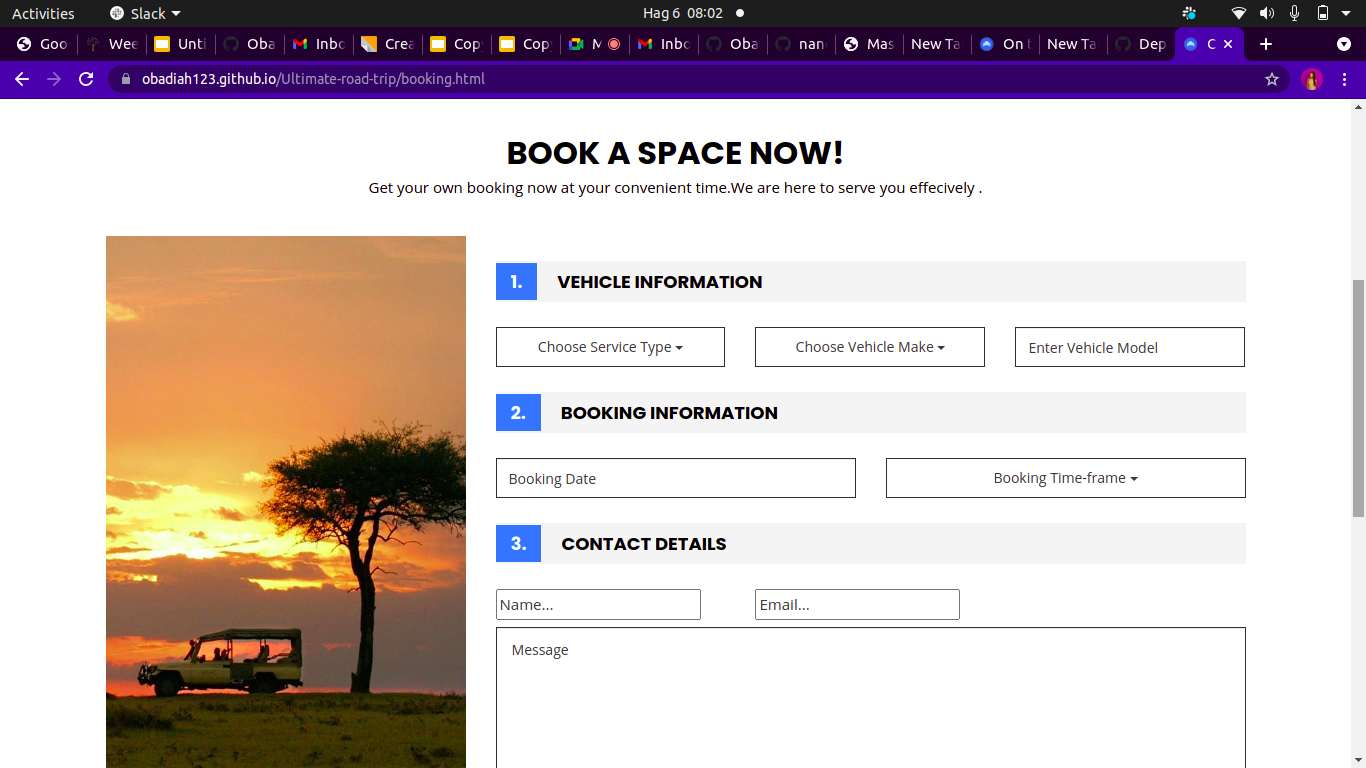 Activities Slack Hag 6 08:02
Goo Wee Unti Oba Inbo Crea Copy Copy M Inbo Oba nan Mas New Ta On t New Ta Dep C
obadiah123.github.io/Ultimate-road-trip/booking.html
BOOK A SPACE NOW!
Get your own booking now at your convenient time.We are here to serve you effecively .
1. VEHICLE INFORMATION
Choose Service Type Choose Vehicle Make Enter Vehicle Model
2. BOOKING INFORMATION
Booking Date Booking Time-frame
3. CONTACT DETAILS
Name... Email...
Message